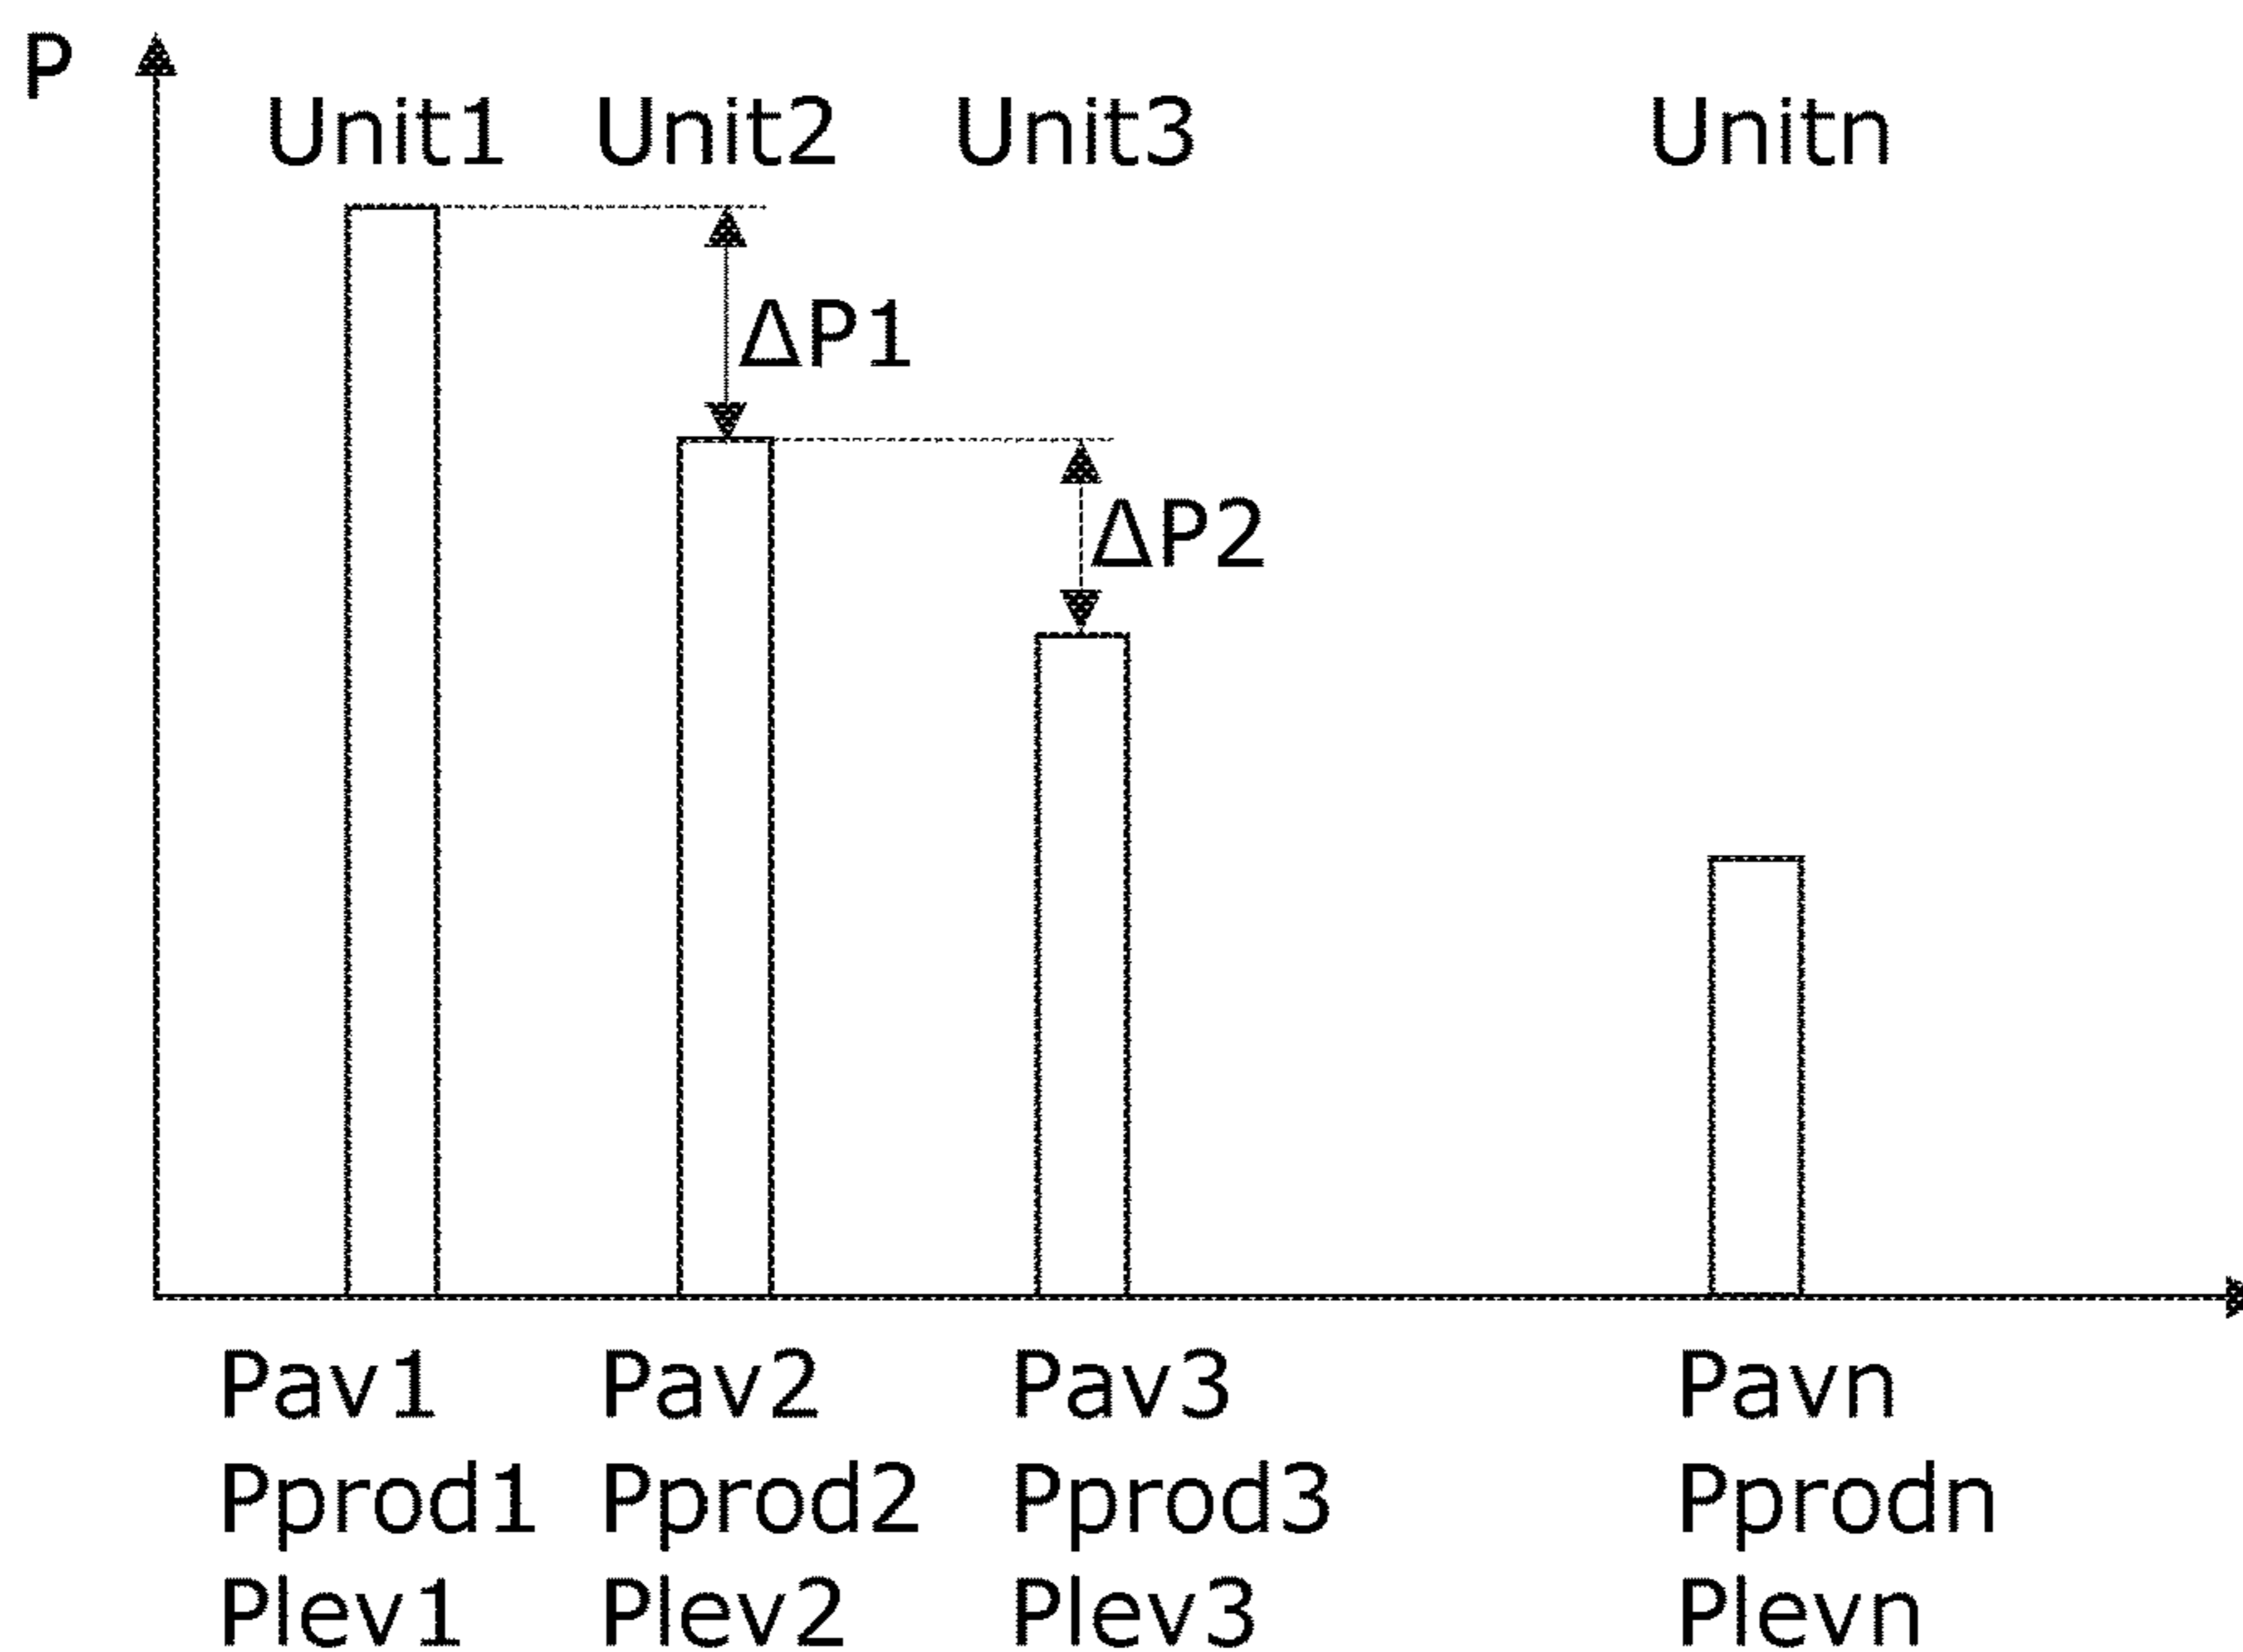 P
Unit1 Unit2 Unit3 Unitn
ΔP1
ΔP2
Pav1 Pav2 Pav3 Pavn
Pprod1 Pprod2 Pprod3 Pprodn
Plev1 Plev2 Plev3 Plevn